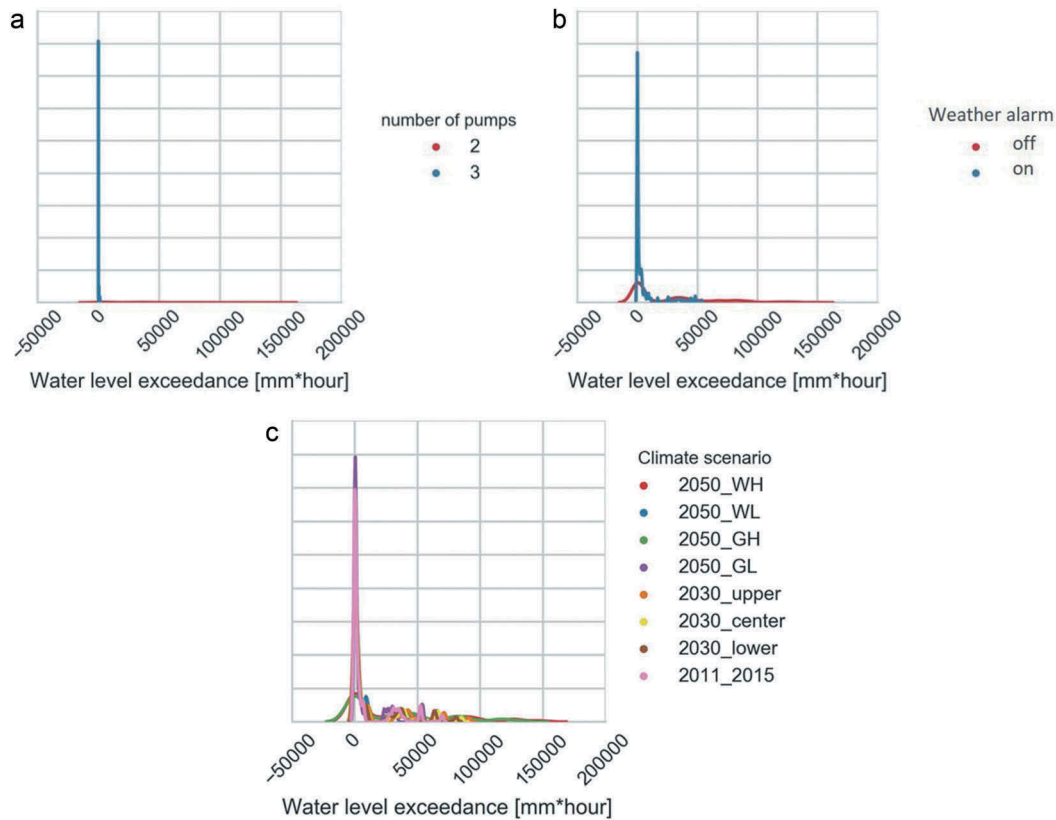 a
number of pumps
2
3
−50000
0
50000
100000
150000
200000
Water level exceedance [mm*hour]
b
Weather alarm
off
on
−50000
0
50000
100000
150000
200000
Water level exceedance [mm*hour]
c
Climate scenario
2050_WH
2050_WL
2050_GH
2050_GL
2030_upper
2030_center
2030_lower
2011_2015
−50000
0
50000
100000
150000
200000
Water level exceedance [mm*hour]